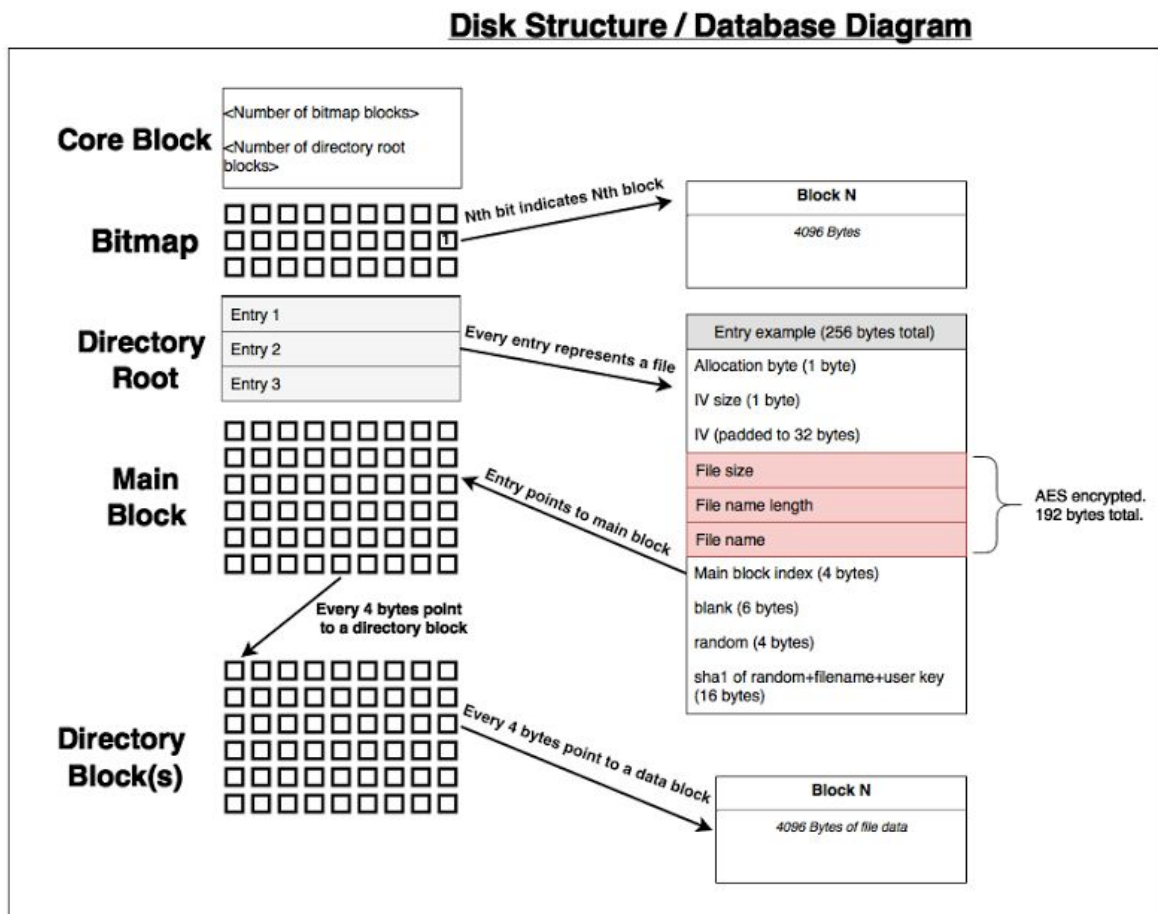 Disk Structure / Database Diagram
Core Block
<Number of bitmap blocks>
<Number of directory root
blocks>
Bitmap
1
Nth bit indicates Nth block
Block N
4096 Bytes
Directory
Root
Entry 1
Entry 2
Entry 3
Every entry represents a file
Entry example (256 bytes total)
Allocation byte (1 byte)
IV size (1 byte)
IV (padded to 32 bytes)
File size
File name length
File name
AES encrypted.
192 bytes total.
Main block index (4 bytes)
blank (6 bytes)
random (4 bytes)
sha1 of random+filename+user key
(16 bytes)
Main
Block
Entry points to main block
Every 4 bytes point
to a directory block
Directory
Block(s)
Every 4 bytes point to a data block
Block N
4096 Bytes of file data